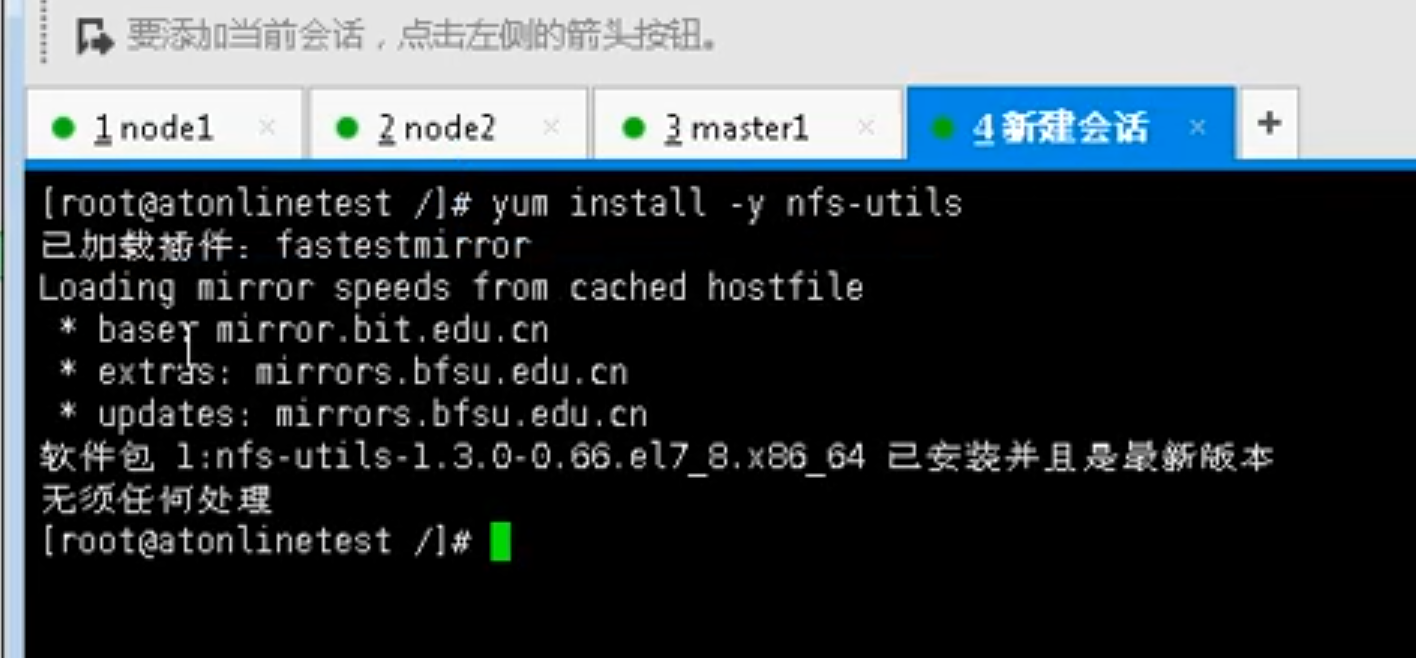 要添加当前会话，点击左侧的箭头按钮。
1 node1
2 node2
3 master1
4 新建会话
[root@atonlinetest /]# yum install -y nfs-utils
已加载插件：fastestmirror
Loading mirror speeds from cached hostfile
* base: mirror.bit.edu.cn
* extras: mirrors.bfsu.edu.cn
* updates: mirrors.bfsu.edu.cn
软件包 1:nfs-utils-1.3.0-0.66.el7_8.x86_64 已安装并且是最新版本
无须任何处理
[root@atonlinetest /]#